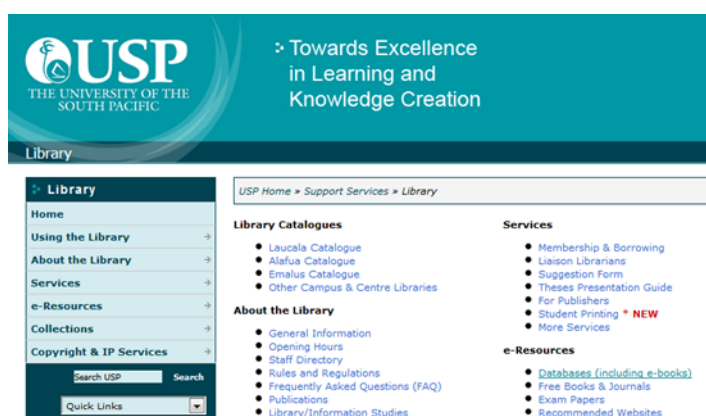 USP
THE UNIVERSITY OF THE
SOUTH PACIFIC
Towards Excellence
in Learning and
Knowledge Creation
Library
Library
Home
Using the Library
About the Library
Services
e-Resources
Collections
Copyright & IP Services
Search USP Search
Quick Links
USP Home » Support Services » Library
Library Catalogues
Laucala Catalogue
Alafua Catalogue
Emalus Catalogue
Other Campus & Centre Libraries
About the Library
General Information
Opening Hours
Staff Directory
Rules and Regulations
Frequently Asked Questions (FAQ)
Publications
Library/Information Studies
Services
Membership & Borrowing
Liaison Librarians
Suggestion Form
Theses Presentation Guide
For Publishers
Student Printing * NEW
More Services
e-Resources
Databases (including e-books)
Free Books & Journals
Exam Papers
Recommended Websites